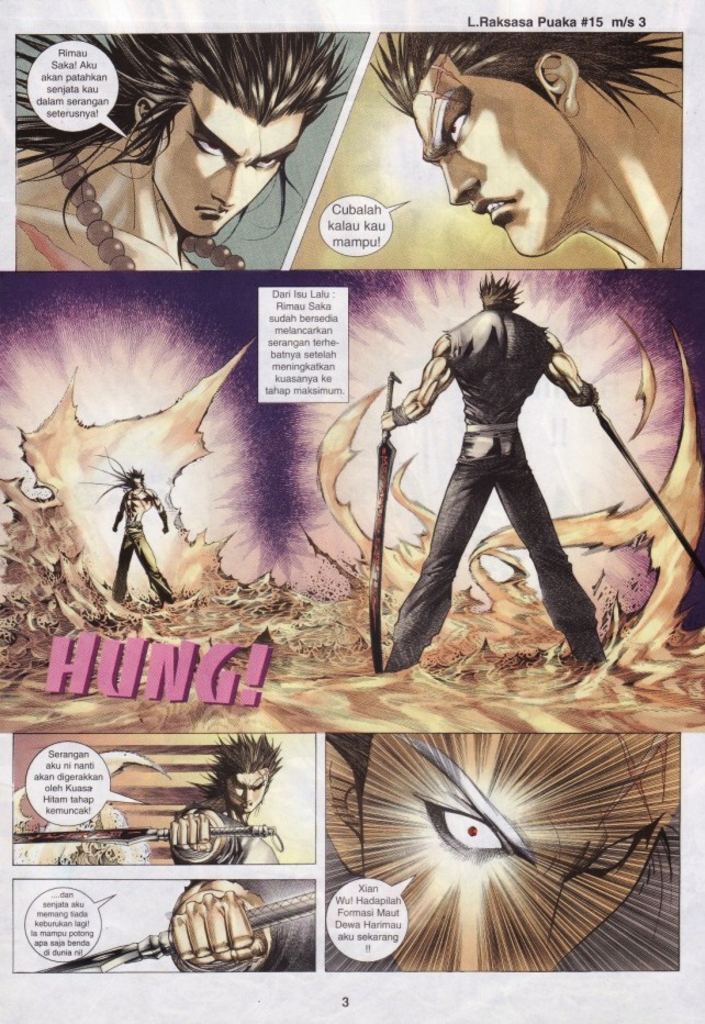 L.Raksasa Puaka #15 m/s 3
Rimau
Saka! Aku
akan patahkan
senjata kau
dalam serangan
seterusnya!
Cubalah
kalau kau
mampu!
Dari Isu Lalu :
Rimau Saka
sudah bersedia
melancarkan
serangan terhe-
batnya setelah
meningkatkan
kuasanya ke
tahap maksimum.
HUNG!
Serangan
aku ni nanti
akan digerakkan
oleh Kuasa
Hitam tahap
kemuncak!
....dan
senjata aku
memang tiada
keburukan lagi!
Ia mampu potong
apa saja benda
di dunia ni!
Xian
Wu! Hadapilah
Formasi Maut
Dewa Harimau
aku sekarang
!!
3